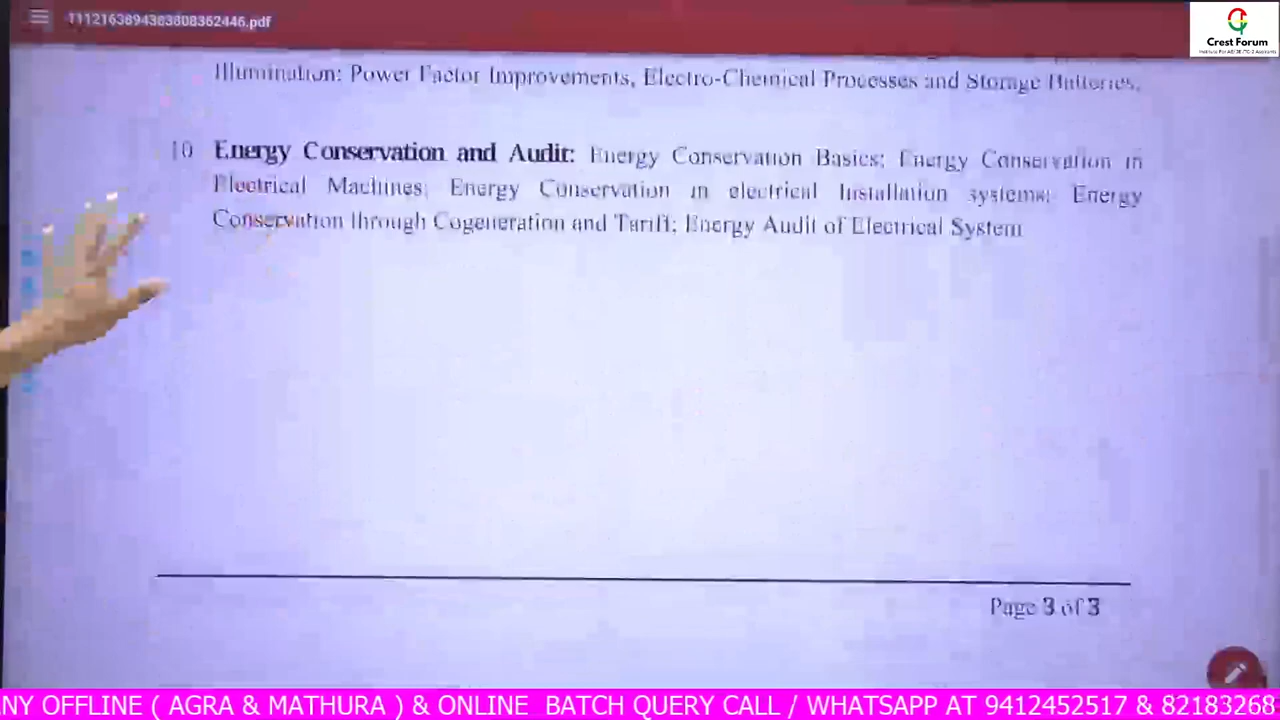 1112163894383808362446.pdf
Crest Forum
Illumination: Power Factor Improvements, Electro-Chemical Processes and Storage Batteries.
10 Energy Conservation and Audit: Energy Conservation Basics; Energy Conservation in
Electrical Machines; Energy Conservation in electrical Installation systems; Energy
Conservation through Cogeneration and Tariff; Energy Audit of Electrical System
Page 3 of 3
NY OFFLINE ( AGRA & MATHURA ) & ONLINE BATCH QUERY CALL / WHATSAPP AT 9412452517 & 82183268